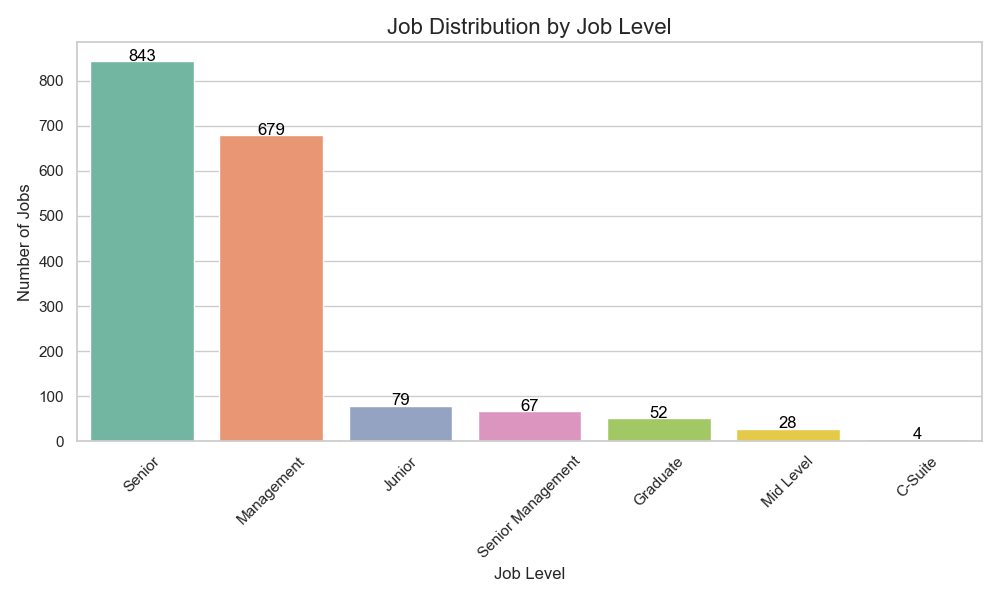 Job Distribution by Job Level
Number of Jobs
800
700
600
500
400
300
200
100
0
843
679
79
67
52
28
4
Senior
Management
Junior
Senior Management
Graduate
Mid Level
C-Suite
Job Level